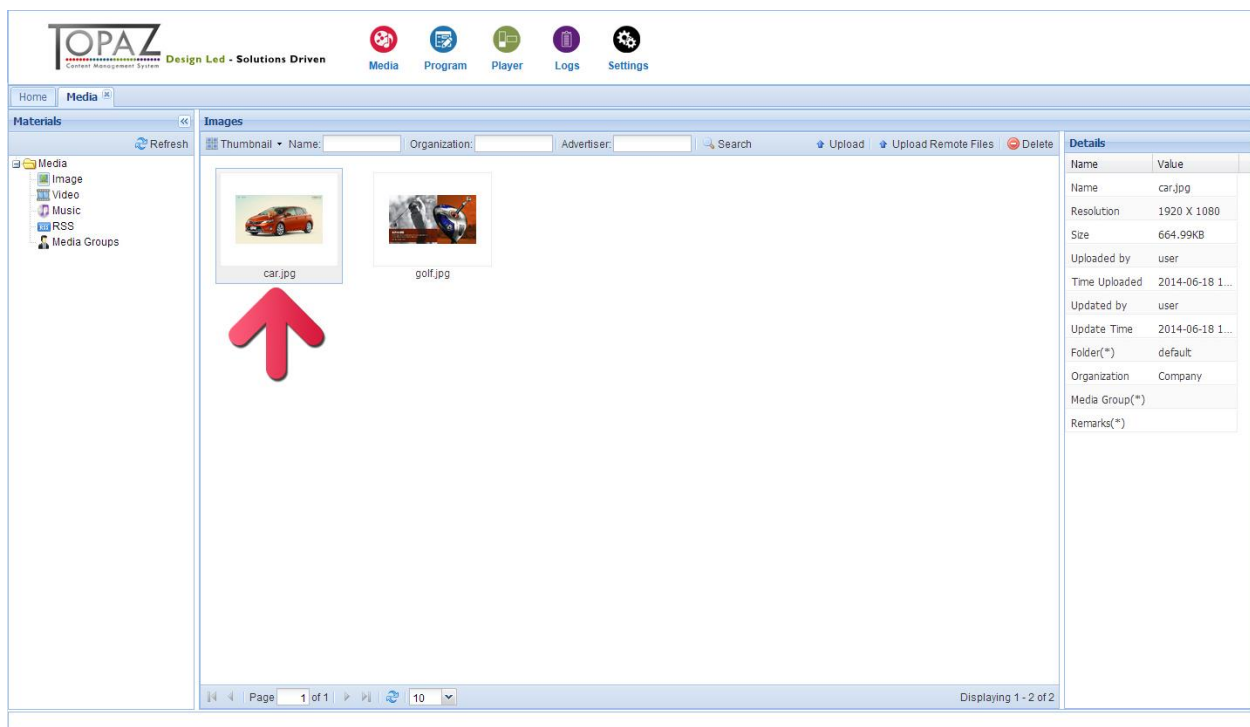 TOPAZ
Content Management System
Design Led - Solutions Driven
Media
Program
Player
Logs
Settings
Home
Media
Materials
Refresh
Media
Image
Video
Music
RSS
Media Groups
Images
Thumbnail Name: Organization: Advertiser: Search Upload Upload Remote Files Delete
car.jpg
golf.jpg
Page 1 of 1 10 Displaying 1 - 2 of 2
Details
Name Value
Name car.jpg
Resolution 1920 X 1080
Size 664.99KB
Uploaded by user
Time Uploaded 2014-06-18 1...
Updated by user
Update Time 2014-06-18 1...
Folder(*) default
Organization Company
Media Group(*)
Remarks(*)